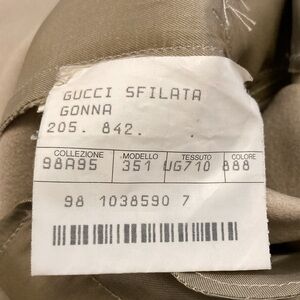 GUCCI SFILATA
GONNA
205. 842.
COLLEZIONE MODELLO TESSUTO COLORE
98A95 351 UG710 888
98 1038590 7